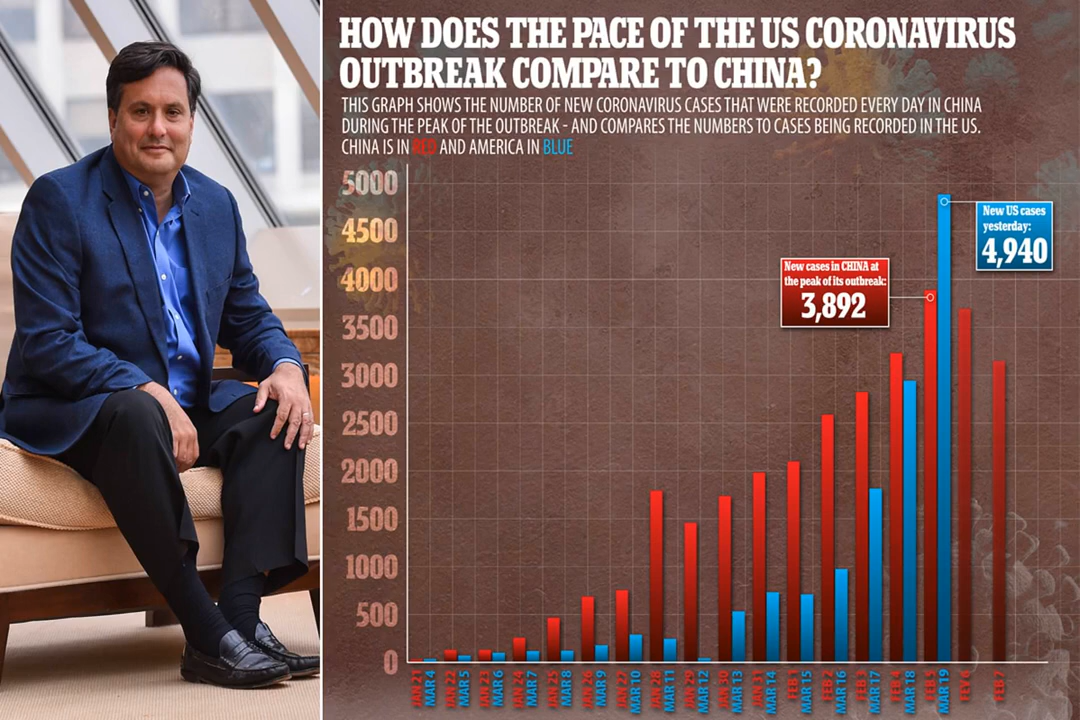 HOW DOES THE PACE OF THE US CORONAVIRUS
OUTBREAK COMPARE TO CHINA?
THIS GRAPH SHOWS THE NUMBER OF NEW CORONAVIRUS CASES THAT WERE RECORDED EVERY DAY IN CHINA
DURING THE PEAK OF THE OUTBREAK - AND COMPARES THE NUMBERS TO CASES BEING RECORDED IN THE US.
CHINA IS IN RED AND AMERICA IN BLUE
5000
4500
4000
3500
3000
2500
2000
1500
1000
500
0
New US cases
yesterday:
4,940
New cases in CHINA at
the peak of its outbreak:
3,892
JAN 21
MAR 4
JAN 22
MAR 5
JAN 23
MAR 6
JAN 24
MAR 7
JAN 25
MAR 8
JAN 26
MAR 9
JAN 27
MAR 10
JAN 28
MAR 11
JAN 29
MAR 12
JAN 30
MAR 13
JAN 31
MAR 14
FEB 1
MAR 15
FEB 2
MAR 16
FEB 3
MAR 17
FEB 4
MAR 18
FEB 5
MAR 19
FEV 6
FEB 7